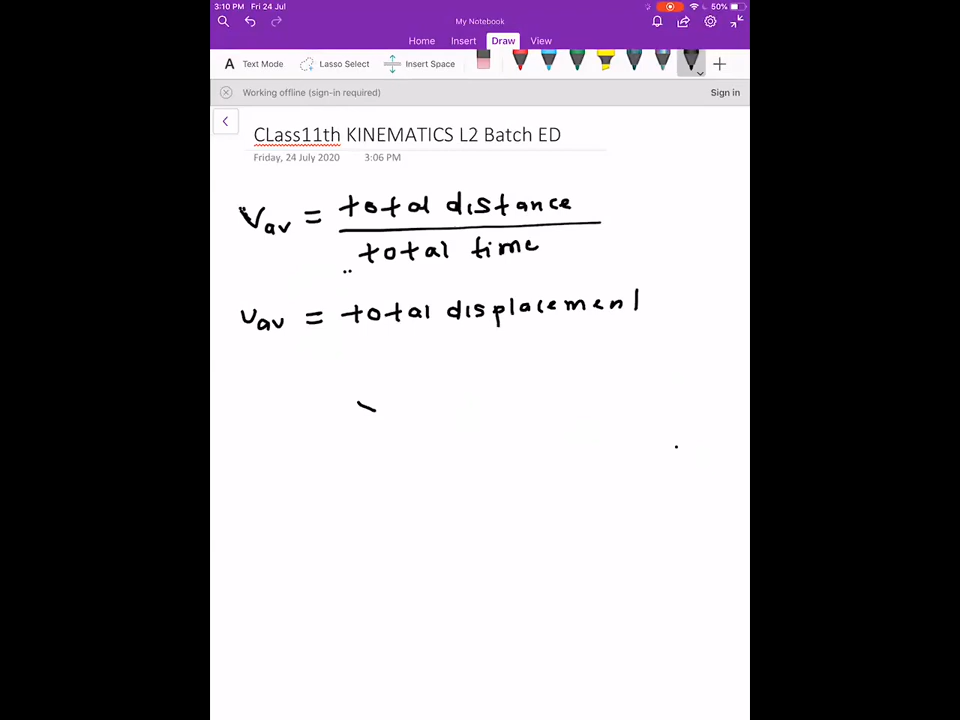 3:10 PM Fri 24 Jul 50%
My Notebook
Home Insert Draw View
A Text Mode Lasso Select Insert Space
Working offline (sign-in required) Sign in
CLass11th KINEMATICS L2 Batch ED
Friday, 24 July 2020 3:06 PM
Vav = total distance
total time
vav = total displacement